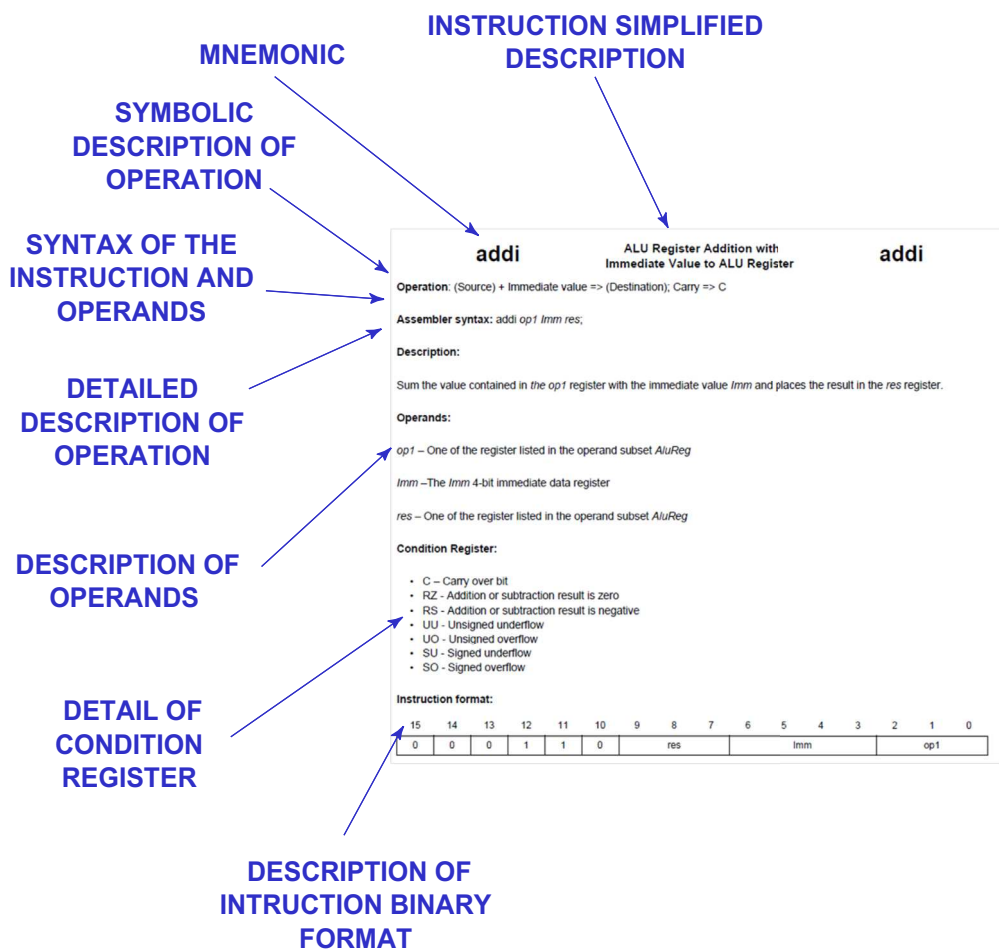 INSTRUCTION SIMPLIFIED
DESCRIPTION
MNEMONIC
SYMBOLIC
DESCRIPTION OF
OPERATION
SYNTAX OF THE
INSTRUCTION AND
OPERANDS
DETAILED
DESCRIPTION OF
OPERATION
DESCRIPTION OF
OPERANDS
DETAIL OF
CONDITION
REGISTER
DESCRIPTION OF
INTRUCTION BINARY
FORMAT
addi
ALU Register Addition with
Immediate Value to ALU Register
addi
Operation: (Source) + Immediate value => (Destination); Carry => C
Assembler syntax: addi op1 Imm res;
Description:
Sum the value contained in the op1 register with the immediate value Imm and places the result in the res register.
Operands:
op1 – One of the register listed in the operand subset AluReg
Imm –The Imm 4-bit immediate data register
res – One of the register listed in the operand subset AluReg
Condition Register:
• C – Carry over bit
• RZ - Addition or subtraction result is zero
• RS - Addition or subtraction result is negative
• UU - Unsigned underflow
• UO - Unsigned overflow
• SU - Signed underflow
• SO - Signed overflow
Instruction format:
15 14 13 12 11 10 9 8 7 6 5 4 3 2 1 0
0 0 0 1 1 0 res Imm op1